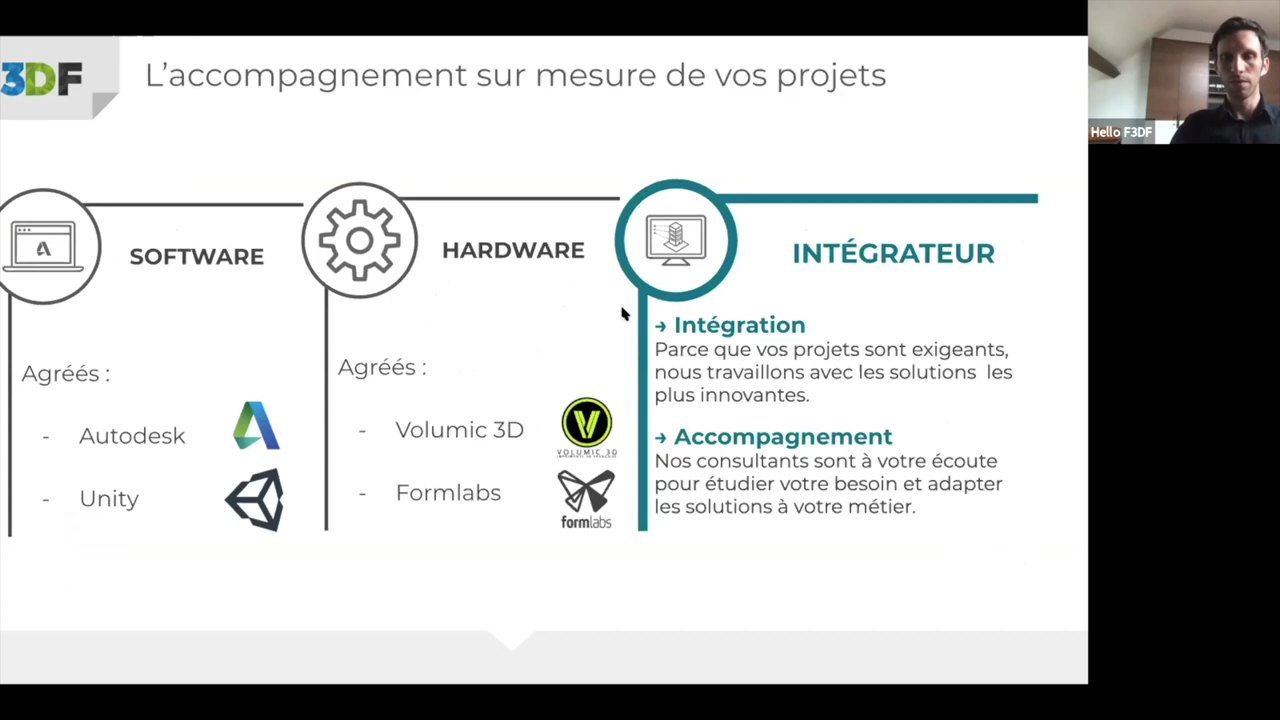 3DF
L'accompagnement sur mesure de vos projets
Hello F3DF
SOFTWARE
HARDWARE
INTÉGRATEUR
Agréés :
- Autodesk
- Unity
Agréés :
- Volumic 3D
VOLUMIC 3D
- Formlabs
formlabs
→ Intégration
Parce que vos projets sont exigeants,
nous travaillons avec les solutions les
plus innovantes.
→ Accompagnement
Nos consultants sont à votre écoute
pour étudier votre besoin et adapter
les solutions à votre métier.